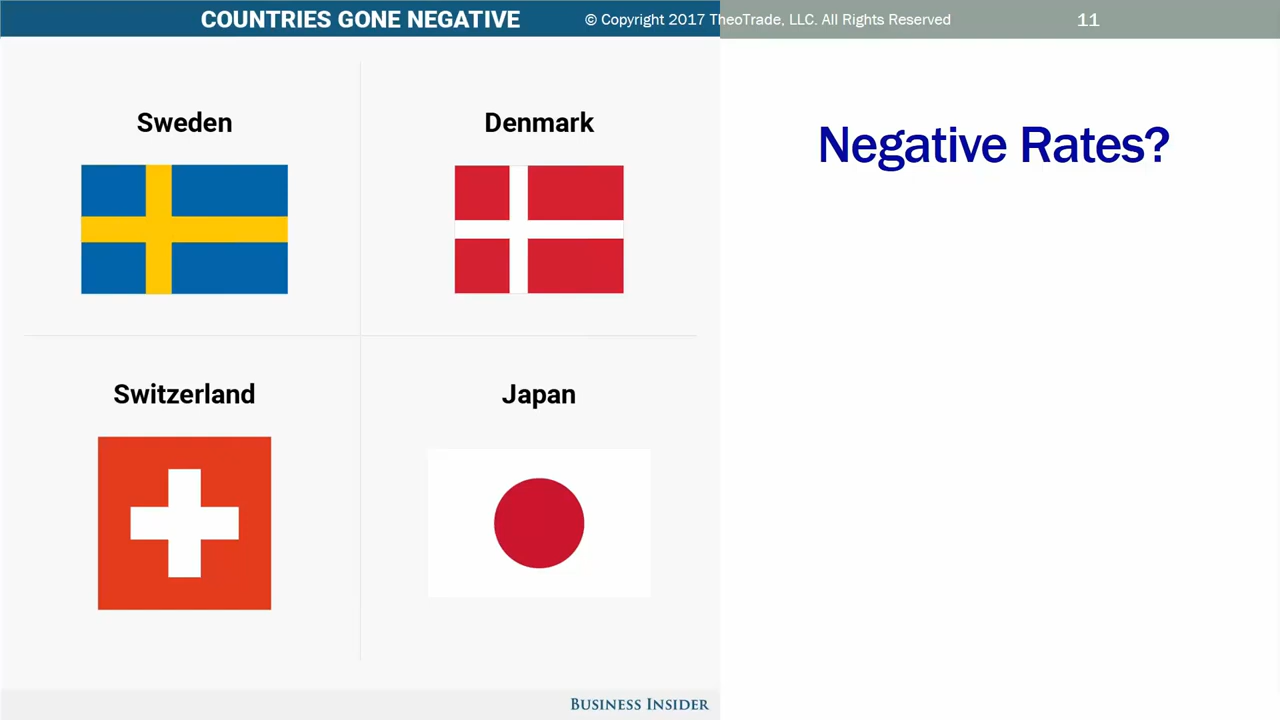 COUNTRIES GONE NEGATIVE
© Copyright 2017 TheoTrade, LLC. All Rights Reserved
11
Sweden
Denmark
Switzerland
Japan
BUSINESS INSIDER
Negative Rates?